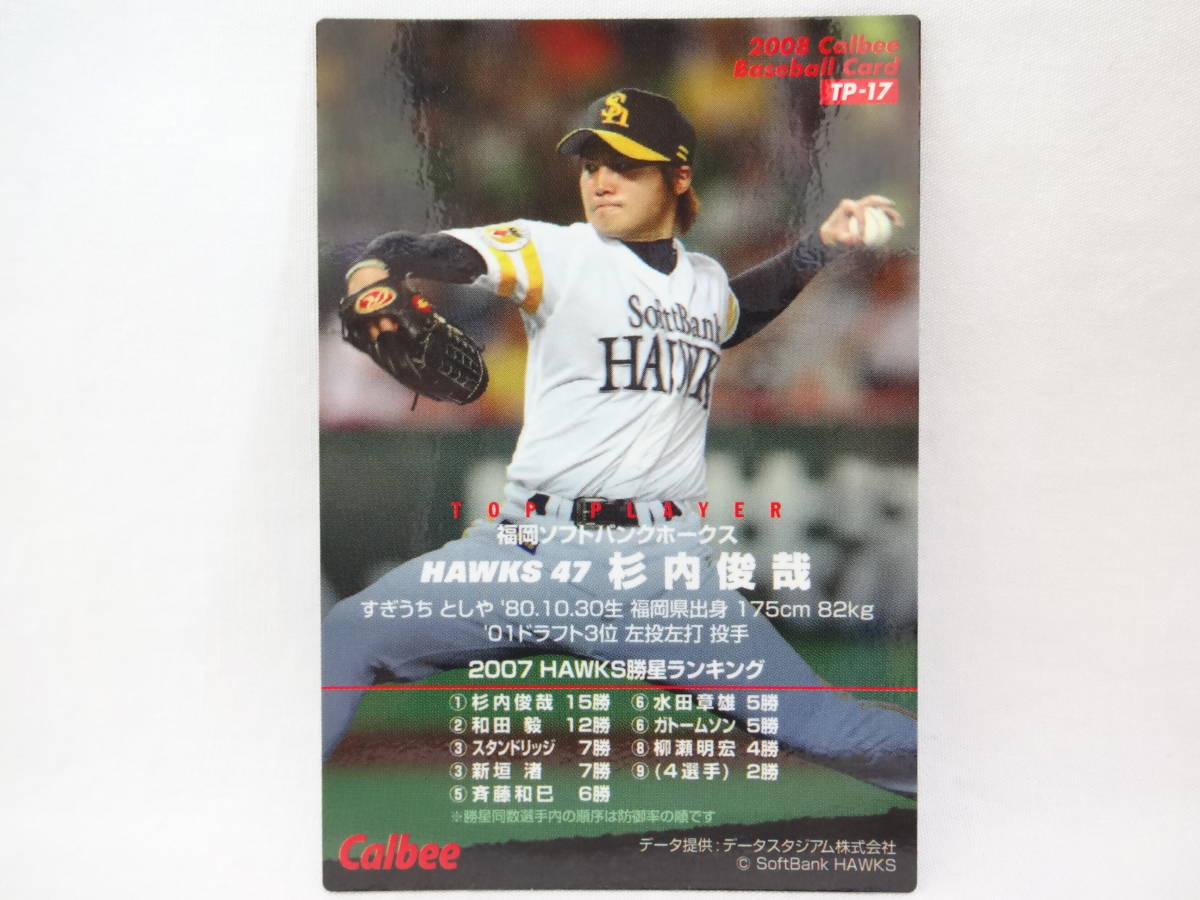 2008 Calbee
Baseball Card
TP-17
SoftBank
HAWK
TOP PLAYER
福岡ソフトバンクホークス
HAWKS 47 杉内俊哉
すぎうち としや '80.10.30生 福岡県出身 175cm 82kg
'01ドラフト3位 左投左打 投手
2007 HAWKS勝星ランキング
①杉内俊哉 15勝 ⑥水田章雄 5勝
②和田 毅 12勝 ⑥ガトームソン 5勝
③スタンドリッジ 7勝 ⑧柳瀬明宏 4勝
③新垣 渚 7勝 ⑨(4選手) 2勝
⑤斉藤和巳 6勝
※勝星同数選手内の順序は防御率の順です
Calbee
データ提供：データスタジアム株式会社
© SoftBank HAWKS